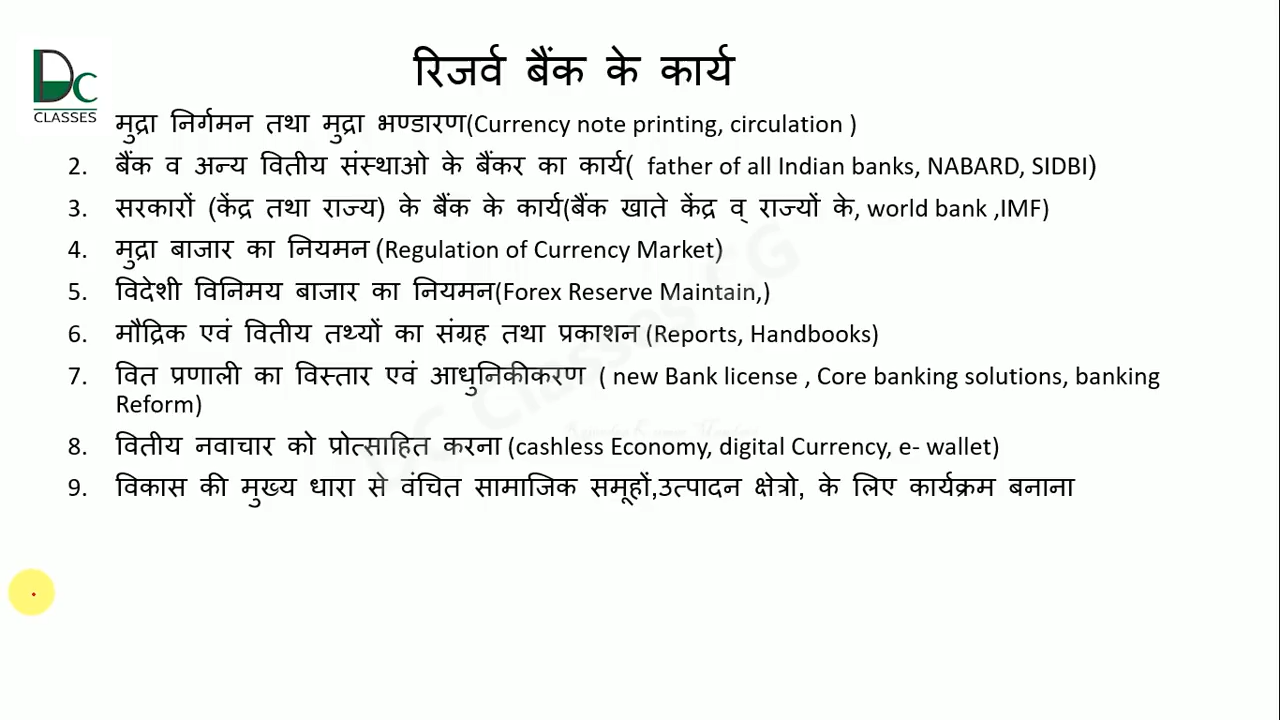 Dc
CLASSES
रिजर्व बैंक के कार्य
मुद्रा निर्गमन तथा मुद्रा भण्डारण(Currency note printing, circulation )
2. बैंक व अन्य वितीय संस्थाओ के बैंकर का कार्य( father of all Indian banks, NABARD, SIDBI)
3. सरकारों (केंद्र तथा राज्य) के बैंक के कार्य(बैंक खाते केंद्र व् राज्यों के, world bank ,IMF)
4. मुद्रा बाजार का नियमन (Regulation of Currency Market)
5. विदेशी विनिमय बाजार का नियमन(Forex Reserve Maintain,)
6. मौद्रिक एवं वितीय तथ्यों का संग्रह तथा प्रकाशन (Reports, Handbooks)
7. वित प्रणाली का विस्तार एवं आधुनिकीकरण ( new Bank license , Core banking solutions, banking
Reform)
8. वितीय नवाचार को प्रोत्साहित करना (cashless Economy, digital Currency, e- wallet)
9. विकास की मुख्य धारा से वंचित सामाजिक समूहों,उत्पादन क्षेत्रो, के लिए कार्यक्रम बनाना
DC Classes CG